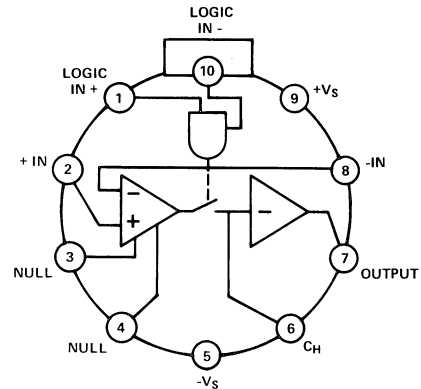 LOGIC
IN -
10
LOGIC
IN +
1
9
+VS
+ IN
2
8
-IN
-
+
-
3
NULL
7
OUTPUT
4
NULL
6
CH
5
-VS